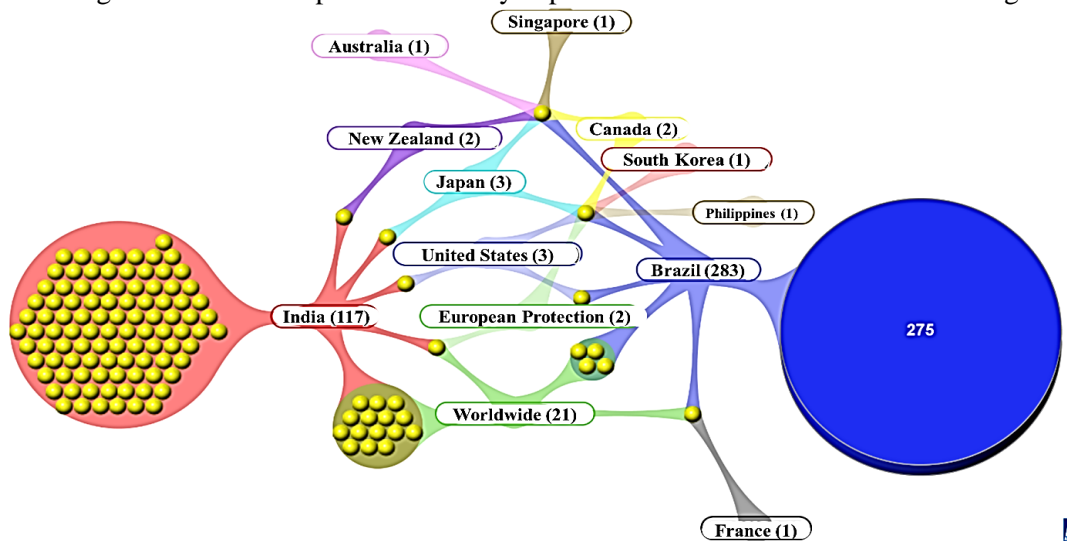 Singapore (1)
Australia (1)
Canada (2)
New Zealand (2)
South Korea (1)
Japan (3)
Philippines (1)
United States (3)
Brazil (283)
India (117)
European Protection (2)
275
Worldwide (21)
France (1)